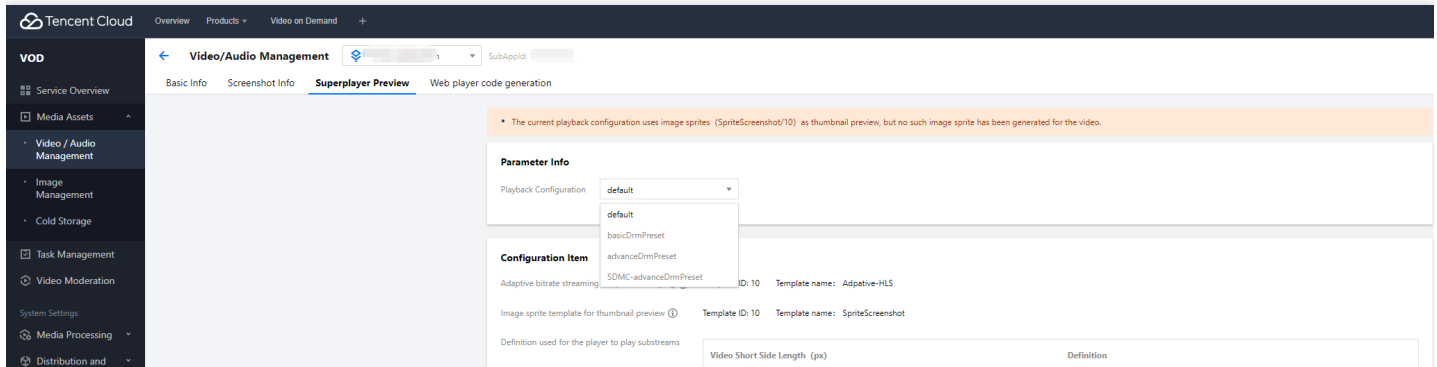 Tencent Cloud Overview Products Video on Demand +
VOD
Video/Audio Management
SubAppId:
Basic Info Screenshot Info Superplayer Preview Web player code generation
Service Overview
Media Assets
Video / Audio
Management
Image
Management
Cold Storage
Task Management
Video Moderation
System Settings
Media Processing
Distribution and
• The current playback configuration uses image sprites (SpriteScreenshot/10) as thumbnail preview, but no such image sprite has been generated for the video.
Parameter Info
Playback Configuration default
default
basicDrmPreset
advanceDrmPreset
SDMC-advanceDrmPreset
Configuration Item
Adaptive bitrate streaming ID: 10 Template name: Adpative-HLS
Image sprite template for thumbnail preview Template ID: 10 Template name: SpriteScreenshot
Definition used for the player to play substreams
Video Short Side Length (px) Definition